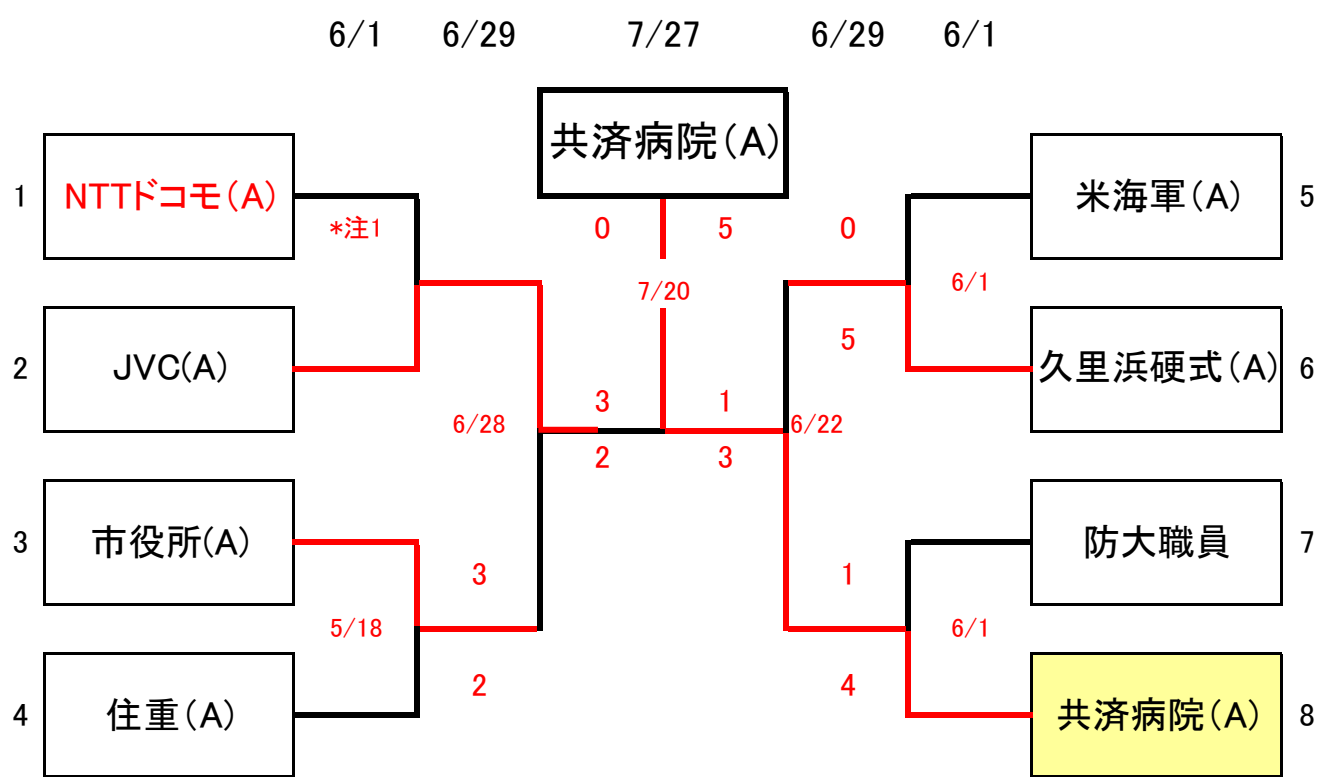 6/1 6/29 7/27 6/29 6/1
共済病院(A)
1 NTTドコモ(A) 米海軍(A) 5
*注1 0 5 0
7/20 6/1
2 JVC(A) 5 久里浜硬式(A) 6
6/28 3 1 6/22
2 3
3 市役所(A) 防大職員 7
3 1
5/18 6/1
2 4
4 住重(A) 共済病院(A) 8